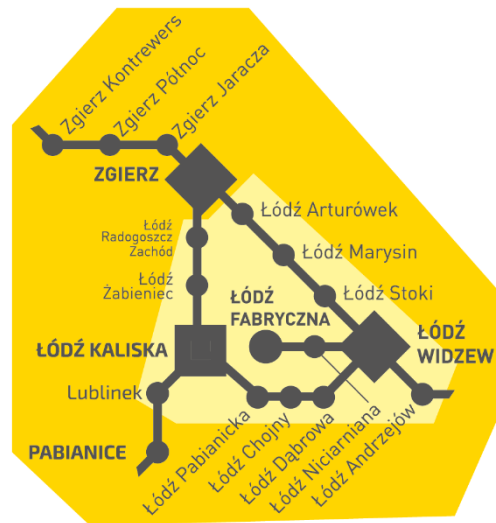 Zgierz Kontrewers
Zgierz Północ
Zgierz Jaracza
ZGIERZ
Łódź Arturówek
Łódź
Radogoszcz
Zachód
Łódź Marysin
Łódź
Żabieniec
Łódź Stoki
ŁÓDŹ
FABRYCZNA
ŁÓDŹ KALISKA
ŁÓDŹ
WIDZEW
Lublinek
PABIANICE
Łódź Pabianicka
Łódź Chojny
Łódź Dąbrowa
Łódź Niciarniana
Łódź Andrzejów